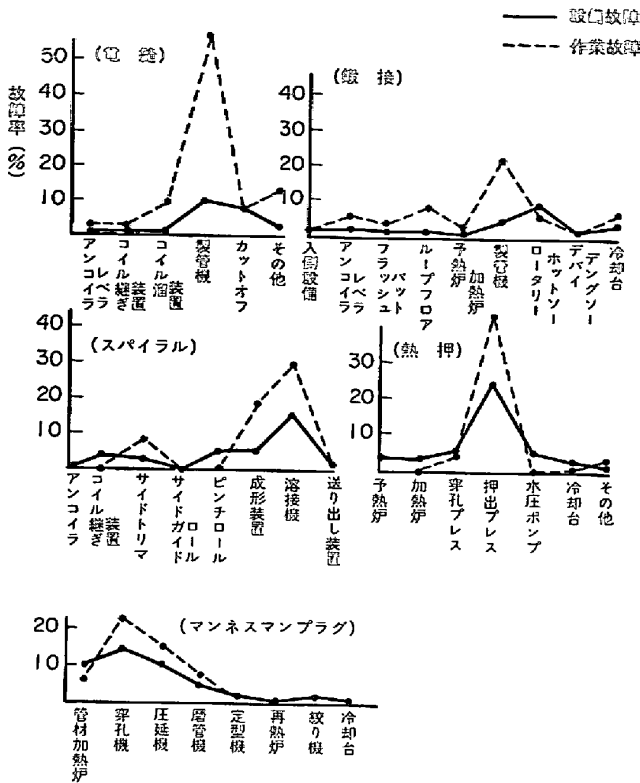 設備故障
作業故障
故障率(%)
(電縫)
50
40
30
20
10
アンコイラ
レベラ
コイル継ぎ装置
コイル溜装置
製管機
カットオフ
その他
(鍛接)
40
30
20
10
入側設備
アンコイラ
レベラ
フラッシュバット
ループフロア
予熱炉
加熱炉
製管機
ロータリー
ホットソー
デバイ
デングソー
冷却台
(スパイラル)
40
30
20
10
アンコイラ
コイル継ぎ装置
サイドトリマ
サイドガイド
ロール
ピンチロール
成形装置
溶接機
送り出し装置
(熱押)
30
20
10
予熱炉
加熱炉
穿孔プレス
押出プレス
水圧ポンプ
冷却台
その他
(マンネスマンプラグ)
20
10
管材加熱炉
穿孔機
圧延機
磨管機
定型機
再熱炉
絞り機
冷却台